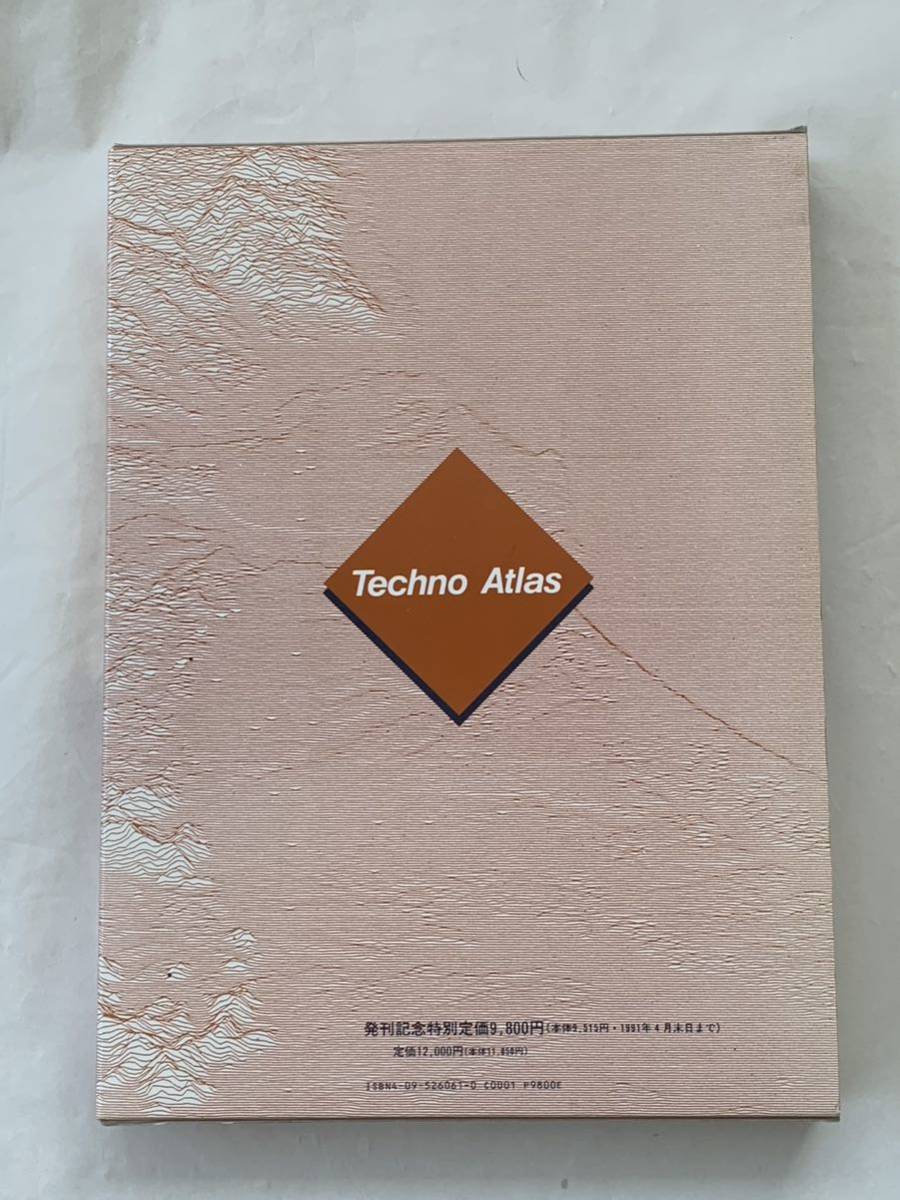 Techno Atlas
発刊記念特別定価9,800円(本体9,515円・1991年4月末日まで)
定価12,000円(本体11,650円)
ISBN4-09-526061-0 C0001 P9800E